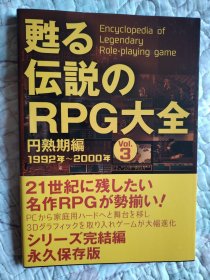 甦る
Encyclopedia of
Legendary
Role-playing game
伝説の
RPG大全
円熟期編
1992年～2000年
Vol.
3
21世紀に残したい
名作RPGが勢揃い!
PCから家庭用ハードへと舞台を移し
3Dグラフィックを取り入れゲームが大幅進化
シリーズ完結編
永久保存版